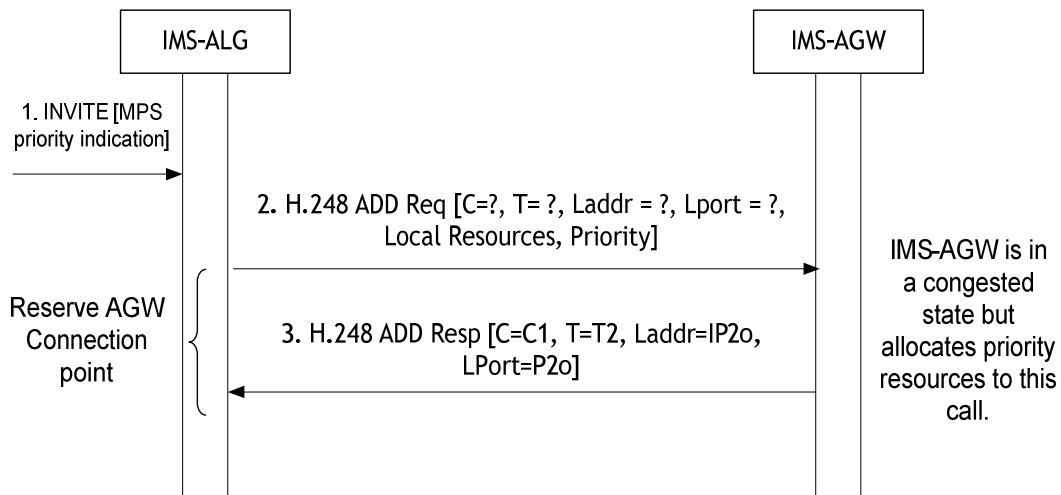 IMS-ALG
IMS-AGW
1. INVITE [MPS
priority indication]
2. H.248 ADD Req [C=?, T= ?, Laddr = ?, Lport = ?,
Local Resources, Priority]
IMS-AGW is in
a congested
state but
allocates priority
resources to this
call.
Reserve AGW
Connection
point
3. H.248 ADD Resp [C=C1, T=T2, Laddr=IP2o,
LPort=P2o]